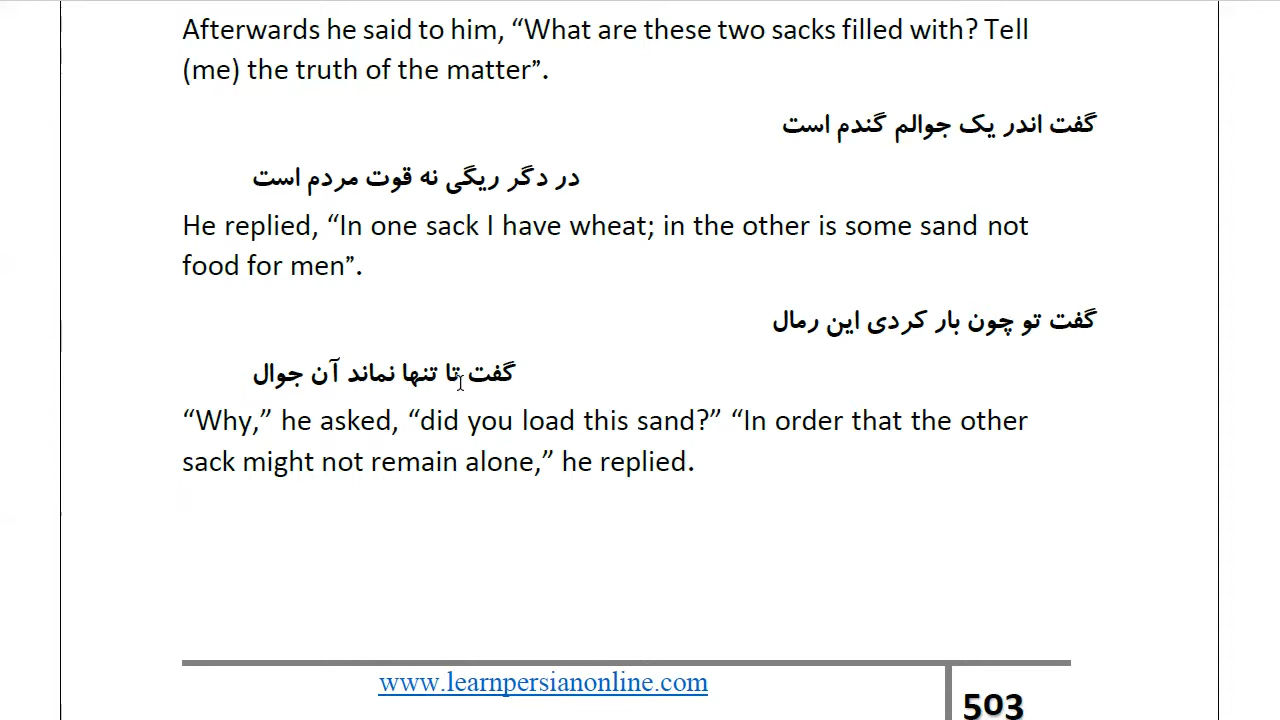 Afterwards he said to him, “What are these two sacks filled with? Tell
(me) the truth of the matter”.
گفت اندر یک جوالم گندم است
در دگر ریگی نه قوت مردم است
He replied, “In one sack I have wheat; in the other is some sand not
food for men”.
گفت تو چون بار کردی این رمال
گفت تا تنها نماند آن جوال
“Why,” he asked, “did you load this sand?” “In order that the other
sack might not remain alone,” he replied.
www.learnpersianonline.com
503